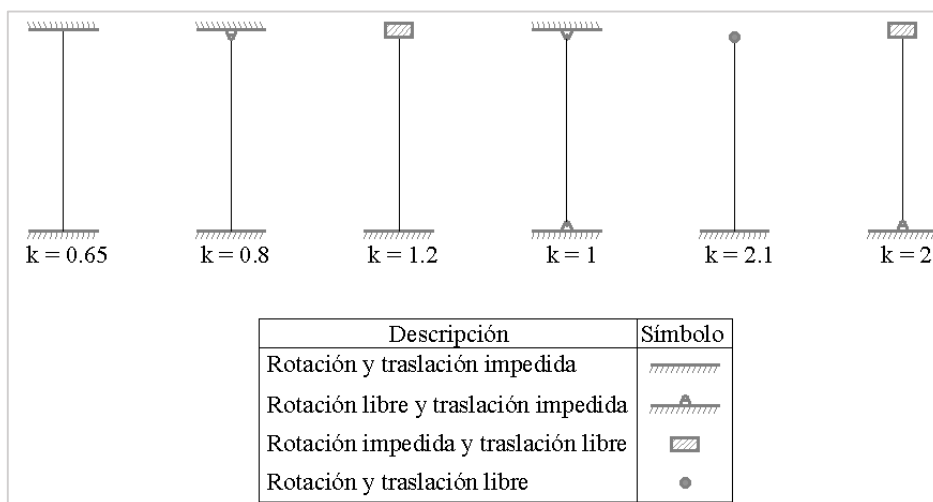 k = 0.65 k = 0.8 k = 1.2 k = 1 k = 2.1 k = 2
Descripción Símbolo
Rotación y traslación impedida
Rotación libre y traslación impedida
Rotación impedida y traslación libre
Rotación y traslación libre